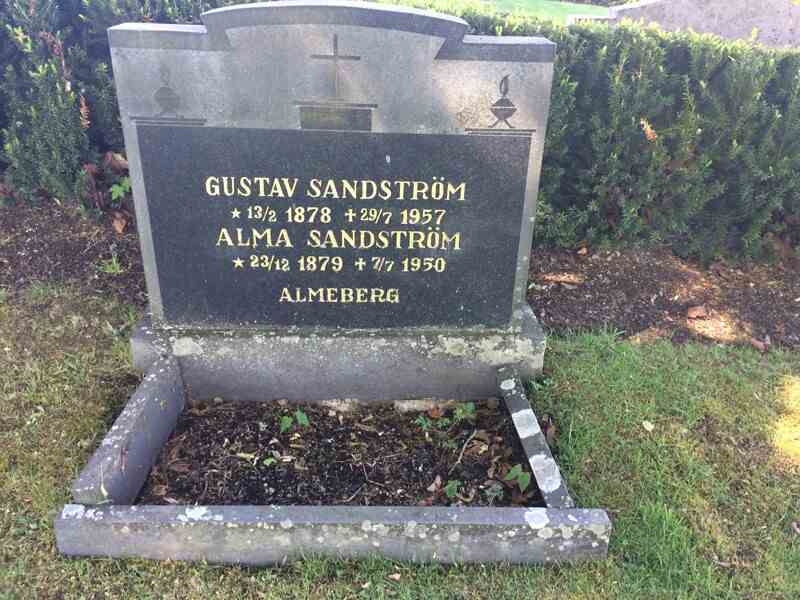 GUSTAV SANDSTRÖM
★ 13/2 1878 ✝ 29/7 1957
ALMA SANDSTRÖM
★ 23/12 1879 ✝ 7/7 1950
ALMEBERG